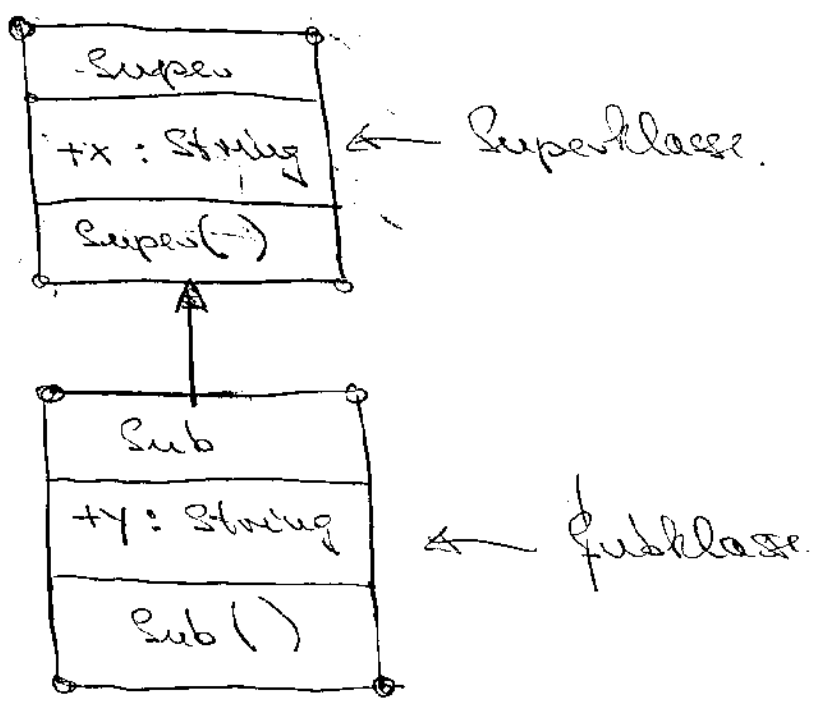 Super
+x : String
← Superklasse.
Super(--)
Sub
+y : String
← Subklasse.
Sub ( )